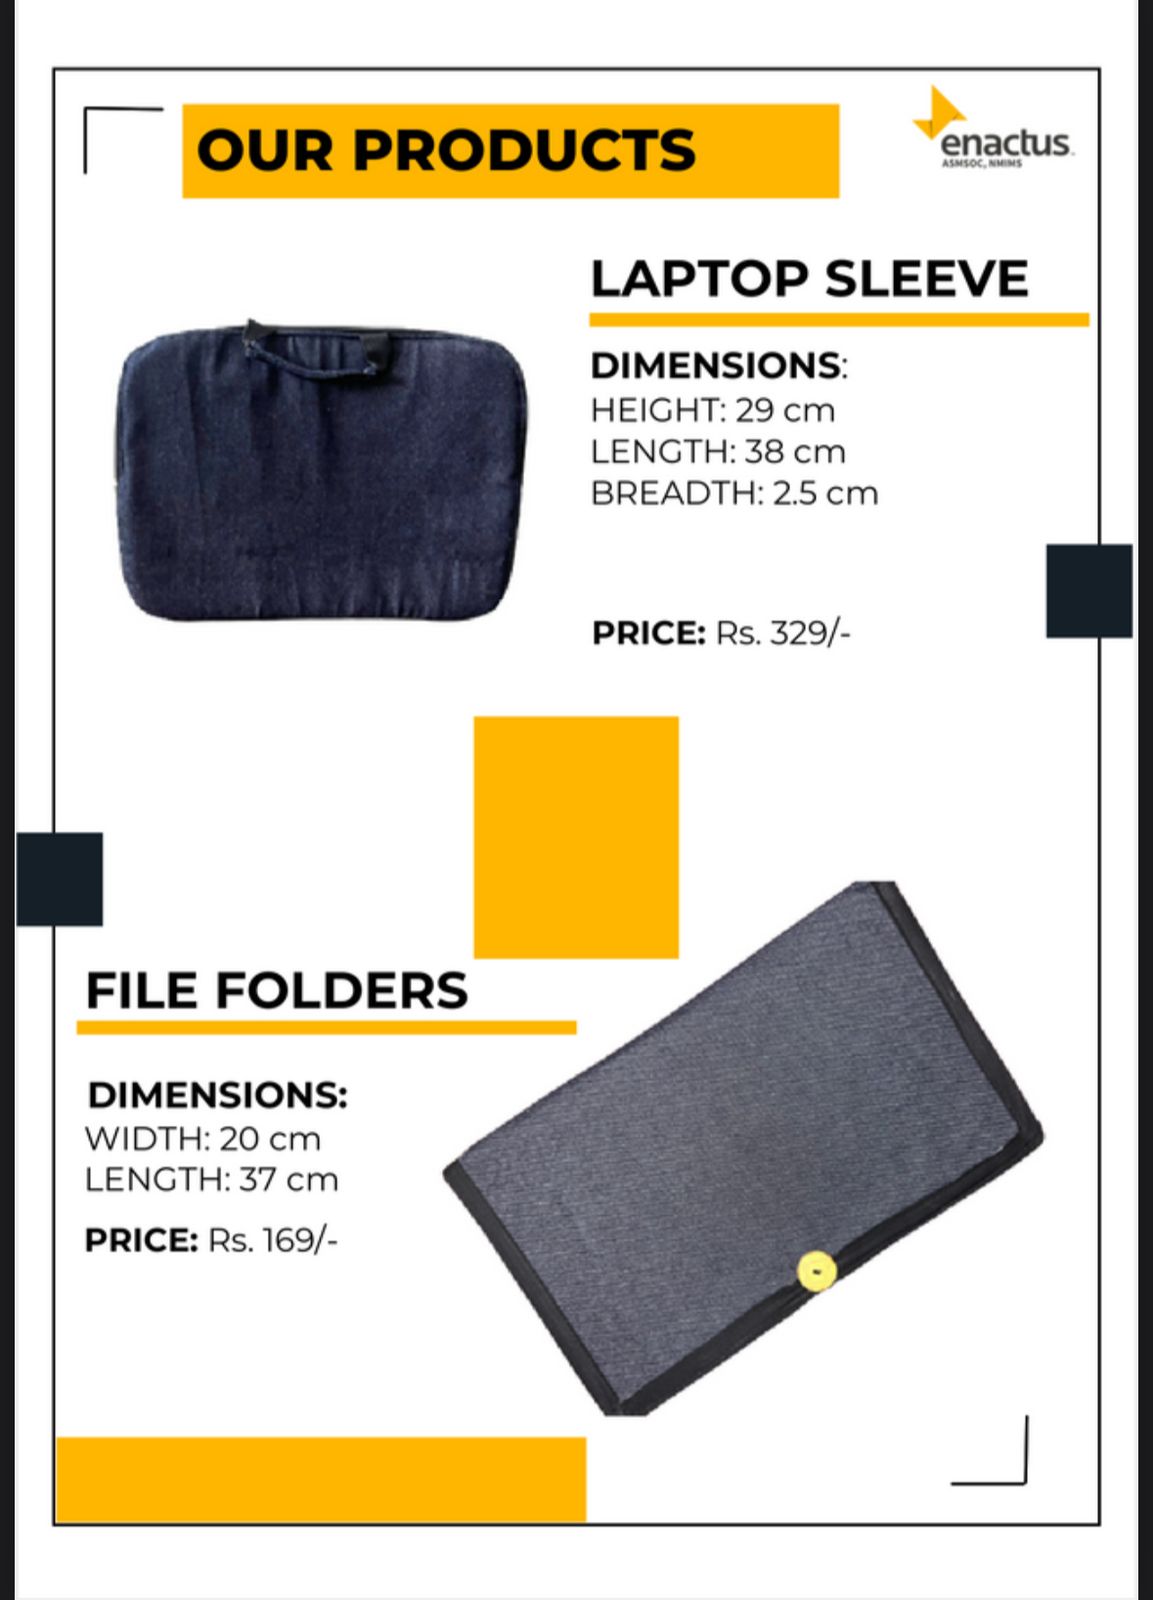 OUR PRODUCTS
enactus.
ASMSOC, NMIMS
LAPTOP SLEEVE
DIMENSIONS:
HEIGHT: 29 cm
LENGTH: 38 cm
BREADTH: 2.5 cm
PRICE: Rs. 329/-
FILE FOLDERS
DIMENSIONS:
WIDTH: 20 cm
LENGTH: 37 cm
PRICE: Rs. 169/-